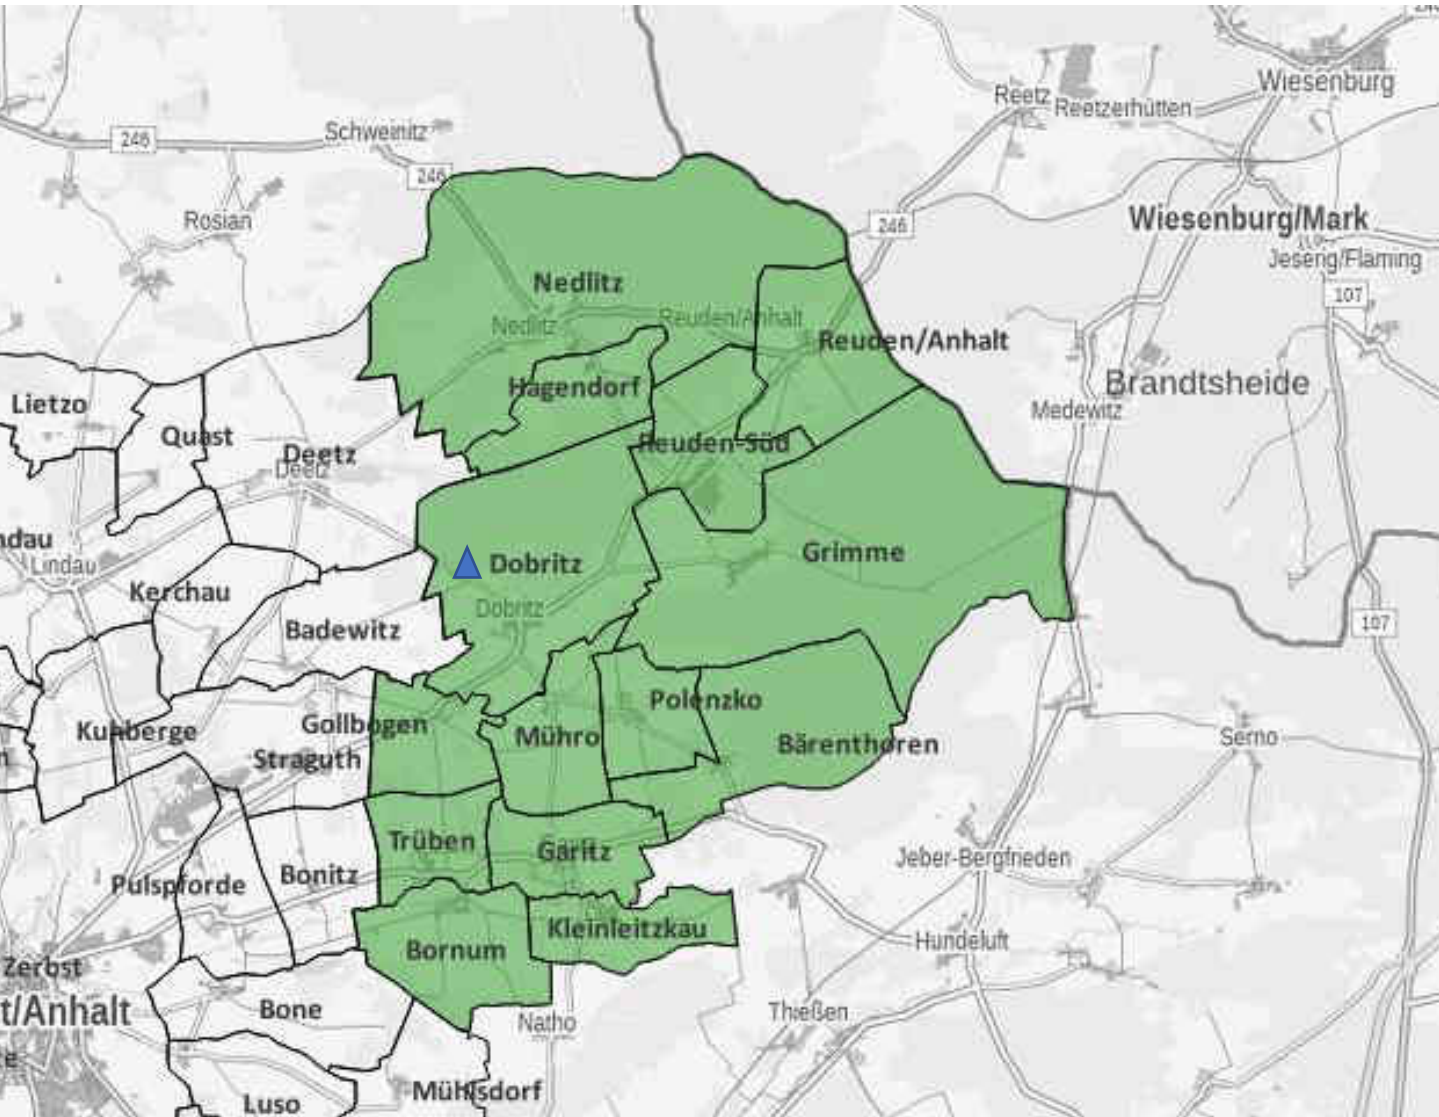 Wiesenburg
Reetz
Reetzerhütten
Schweinitz
246
246
Rosian
246
Wiesenburg/Mark
Jeserig/Fläming
107
Nedlitz
Nedlitz
Reuden/Anhalt
Reuden/Anhalt
Hagendorf
Brandtsheide
Medewitz
Lietzo
Quast
Deetz
Deetz
Reuden-Süd
Lindau
Grimme
Dobritz
Dobritz
Kerchau
Badewitz
107
Polenzko
Kuhberge
Gollbogen
Straguth
Mühro
Bärenthoren
Serno
Trüben
Garitz
Jeber-Bergfrieden
Pulspforde
Bonitz
Kleinleitzkau
Bornum
Hundeluft
Zerbst
t/Anhalt
Bone
Natho
Thießen
Mühlsdorf
Luso